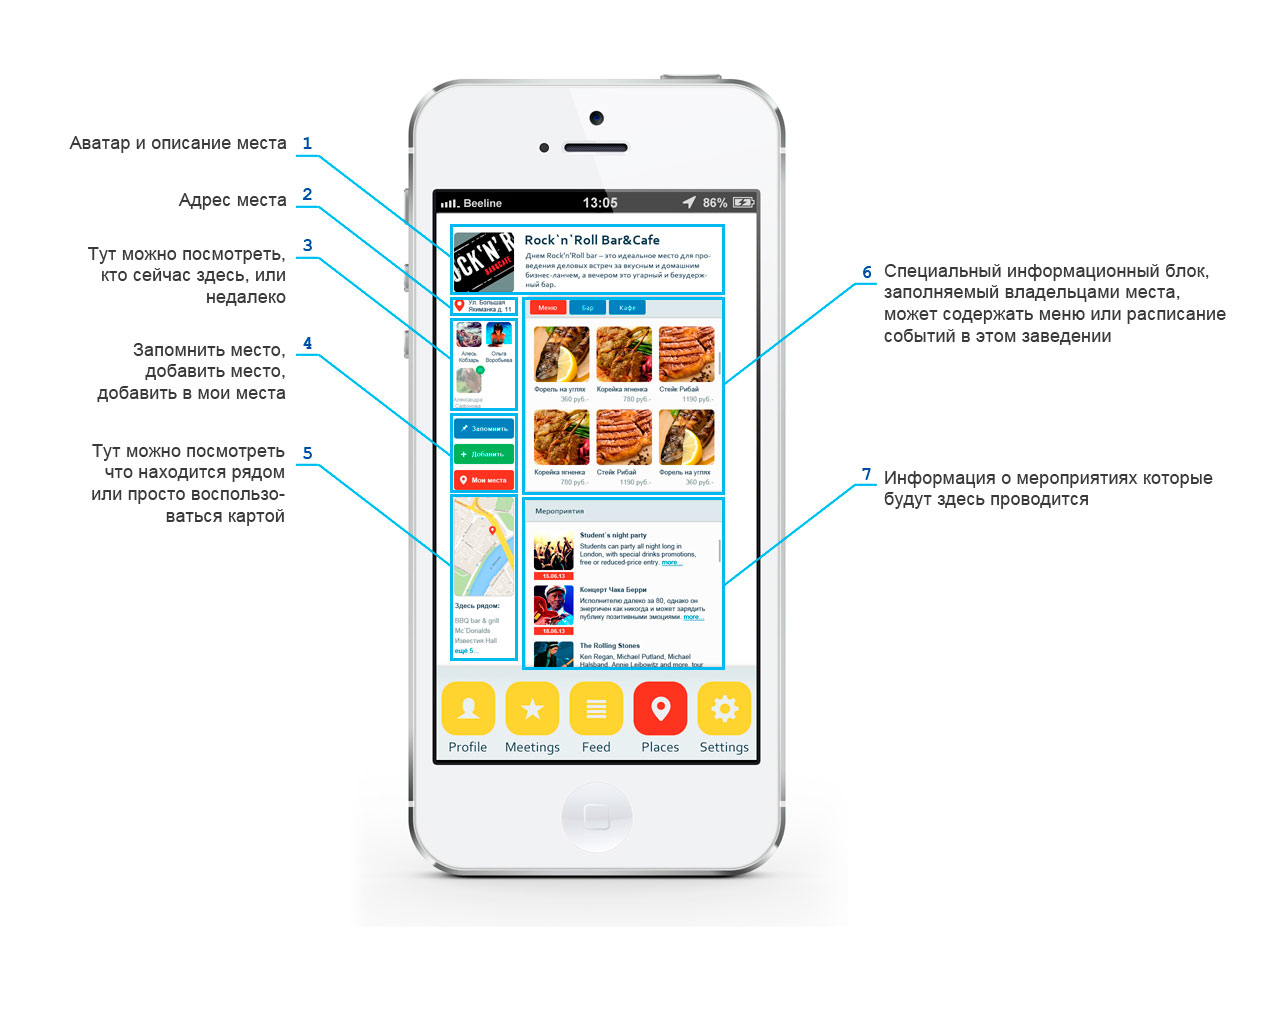 Аватар и описание места 1
Адрес места 2
Тут можно посмотреть, 3
кто сейчас здесь, или
недалеко
Запомнить место, 4
добавить место,
добавить в мои места
Тут можно посмотреть 5
что находится рядом
или просто воспользо-
ваться картой
Beeline 13:05 86%
OCK'N'R
BAR&CAFE
Rock`n`Roll Bar&Cafe
Днем Rock'n'Roll bar – это идеальное место для про-
ведения деловых встреч за вкусным и домашним
бизнес-ланчем, а вечером это угарный и безудерж-
ный бар.
Ул. Большая
Якиманка д. 11
Алесь
Кобзарь
Ольга
Воробьева
Александра
Сафонова
Запомнить
Добавить
Мои места
Здесь рядом:
BBQ bar & grill
Mc`Donalds
Известия Hall
ещё 5...
Меню Бар Кафе
Форель на углях Корейка ягненка Стейк Рибай
360 руб.- 780 руб.- 1190 руб.-
Корейка ягненка Стейк Рибай Форель на углях
780 руб.- 1190 руб.- 360 руб.-
Мероприятия
Student`s night party
Students can party all night long in
London, with special drinks promotions,
free or reduced-price entry. more...
15.06.13
Концерт Чака Берри
Исполнителю далеко за 80, однако он
энергичен как никогда и может зарядить
публику позитивными эмоциями. more...
18.06.13
The Rolling Stones
Ken Regan, Michael Putland, Michael
Halsband, Annie Leibowitz and more, tour
Profile Meetings Feed Places Settings
6 Специальный информационный блок,
заполняемый владельцами места,
может содержать меню или расписание
событий в этом заведении
7 Информация о мероприятиях которые
будут здесь проводится